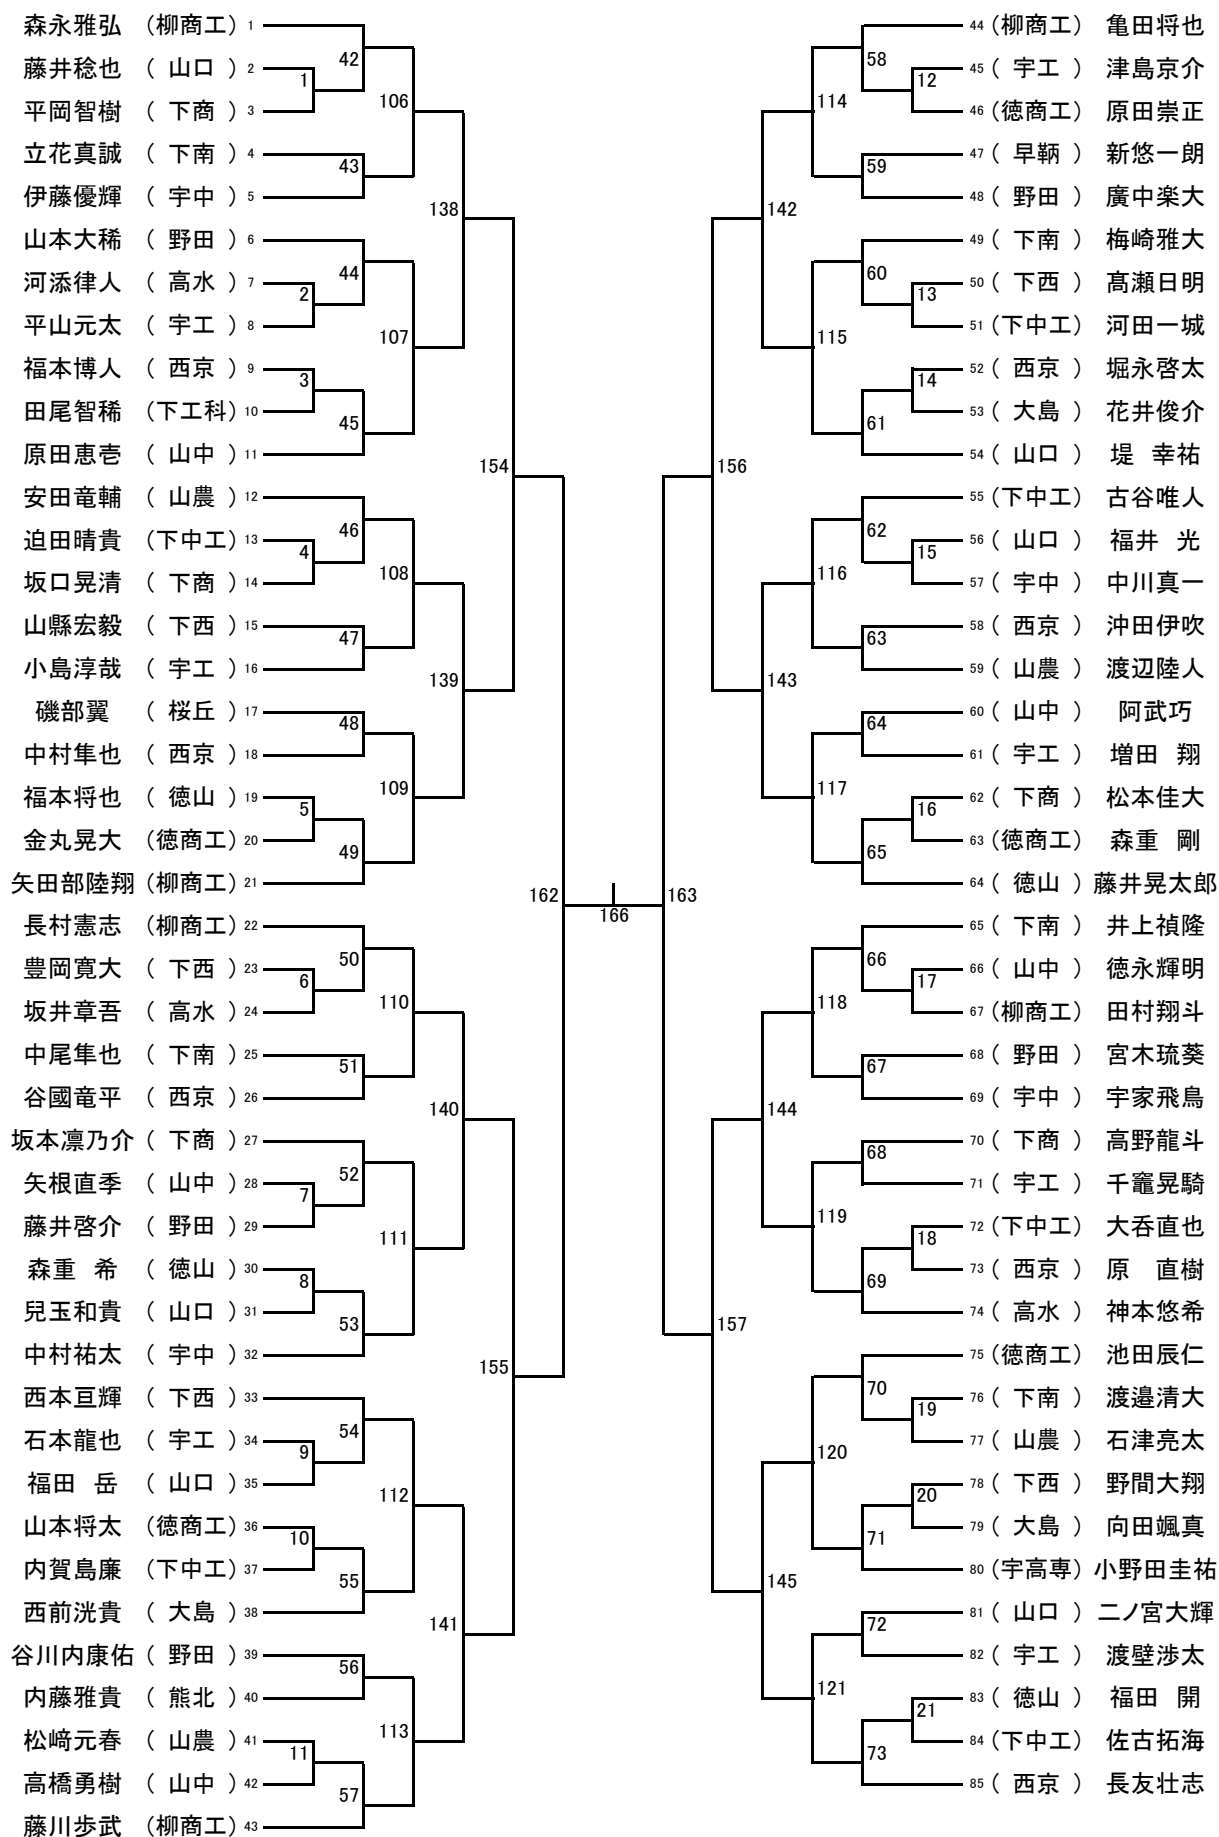 森永雅弘 （柳商工） 1
藤井稔也 （ 山口 ） 2
平岡智樹 （ 下商 ） 3
立花真誠 （ 下南 ） 4
伊藤優輝 （ 宇中 ） 5
山本大稀 （ 野田 ） 6
河添律人 （ 高水 ） 7
平山元太 （ 宇工 ） 8
福本博人 （ 西京 ） 9
田尾智稀 （下工科） 10
原田恵壱 （ 山中 ） 11
安田竜輔 （ 山農 ） 12
迫田晴貴 （下中工） 13
坂口晃清 （ 下商 ） 14
山縣宏毅 （ 下西 ） 15
小島淳哉 （ 宇工 ） 16
磯部翼 （ 桜丘 ） 17
中村隼也 （ 西京 ） 18
福本将也 （ 徳山 ） 19
金丸晃大 （徳商工） 20
矢田部陸翔 （柳商工） 21
長村憲志 （柳商工） 22
豊岡寛大 （ 下西 ） 23
坂井章吾 （ 高水 ） 24
中尾隼也 （ 下南 ） 25
谷國竜平 （ 西京 ） 26
坂本凛乃介 （ 下商 ） 27
矢根直季 （ 山中 ） 28
藤井啓介 （ 野田 ） 29
森重 希 （ 徳山 ） 30
兒玉和貴 （ 山口 ） 31
中村祐太 （ 宇中 ） 32
西本亘輝 （ 下西 ） 33
石本龍也 （ 宇工 ） 34
福田 岳 （ 山口 ） 35
山本将太 （徳商工） 36
内賀島廉 （下中工） 37
西前洸貴 （ 大島 ） 38
谷川内康佑 （ 野田 ） 39
内藤雅貴 （ 熊北 ） 40
松﨑元春 （ 山農 ） 41
高橋勇樹 （ 山中 ） 42
藤川歩武 （柳商工） 43
1
2
3
4
5
6
7
8
9
10
11
42
43
44
45
46
47
48
49
50
51
52
53
54
55
56
57
106
107
108
109
110
111
112
113
138
139
140
141
154
155
162
166
163
156
157
142
143
144
145
114
115
116
117
118
119
120
121
58
59
60
61
62
63
64
65
66
67
68
69
70
71
72
73
12
13
14
15
16
17
18
19
20
21
44 （柳商工） 亀田将也
45 （ 宇工 ） 津島京介
46 （徳商工） 原田崇正
47 （ 早鞆 ） 新悠一朗
48 （ 野田 ） 廣中楽大
49 （ 下南 ） 梅崎雅大
50 （ 下西 ） 髙瀬日明
51 （下中工） 河田一城
52 （ 西京 ） 堀永啓太
53 （ 大島 ） 花井俊介
54 （ 山口 ） 堤 幸祐
55 （下中工） 古谷唯人
56 （ 山口 ） 福井 光
57 （ 宇中 ） 中川真一
58 （ 西京 ） 沖田伊吹
59 （ 山農 ） 渡辺陸人
60 （ 山中 ） 阿武巧
61 （ 宇工 ） 増田 翔
62 （ 下商 ） 松本佳大
63 （徳商工） 森重 剛
64 （ 徳山 ） 藤井晃太郎
65 （ 下南 ） 井上禎隆
66 （ 山中 ） 徳永輝明
67 （柳商工） 田村翔斗
68 （ 野田 ） 宮木琉葵
69 （ 宇中 ） 宇家飛鳥
70 （ 下商 ） 高野龍斗
71 （ 宇工 ） 千竈晃騎
72 （下中工） 大呑直也
73 （ 西京 ） 原 直樹
74 （ 高水 ） 神本悠希
75 （徳商工） 池田辰仁
76 （ 下南 ） 渡邉清大
77 （ 山農 ） 石津亮太
78 （ 下西 ） 野間大翔
79 （ 大島 ） 向田颯真
80 （宇高専） 小野田圭祐
81 （ 山口 ） 二ノ宮大輝
82 （ 宇工 ） 渡壁渉太
83 （ 徳山 ） 福田 開
84 （下中工） 佐古拓海
85 （ 西京 ） 長友壮志